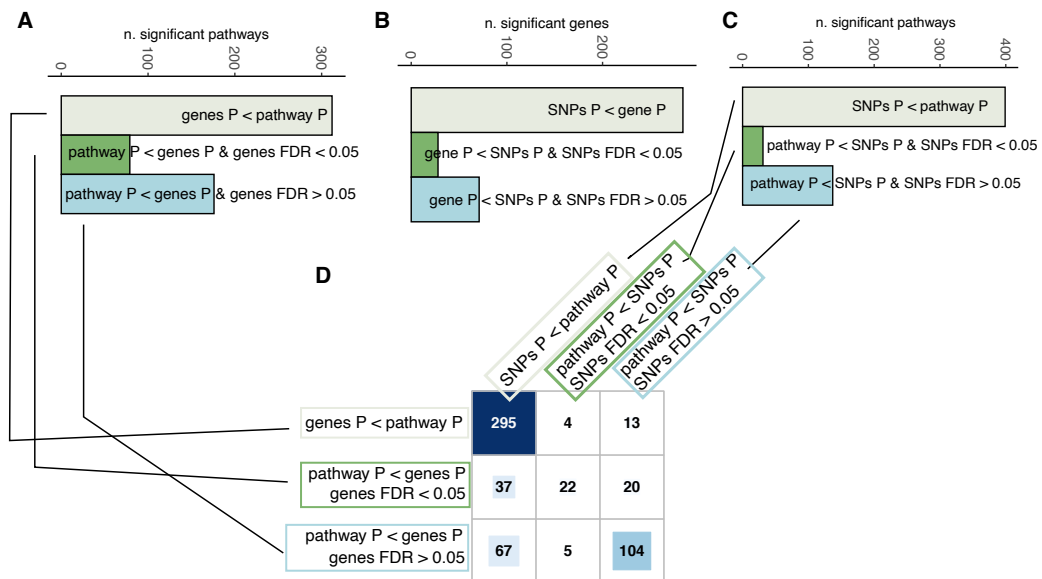 A
n. significant pathways
0
100
200
300
genes P < pathway P
pathway P < genes P & genes FDR < 0.05
pathway P < genes P & genes FDR > 0.05
B
n. significant genes
0
100
200
SNPs P < gene P
gene P < SNPs P & SNPs FDR < 0.05
gene P < SNPs P & SNPs FDR > 0.05
C
n. significant pathways
0
100
200
300
400
SNPs P < pathway P
pathway P < SNPs P & SNPs FDR < 0.05
pathway P < SNPs P & SNPs FDR > 0.05
D
SNPs P < pathway P
pathway P < SNPs P
SNPs FDR < 0.05
pathway P < SNPs P
SNPs FDR > 0.05
genes P < pathway P
295 4 13
pathway P < genes P
genes FDR < 0.05
37 22 20
pathway P < genes P
genes FDR > 0.05
67 5 104